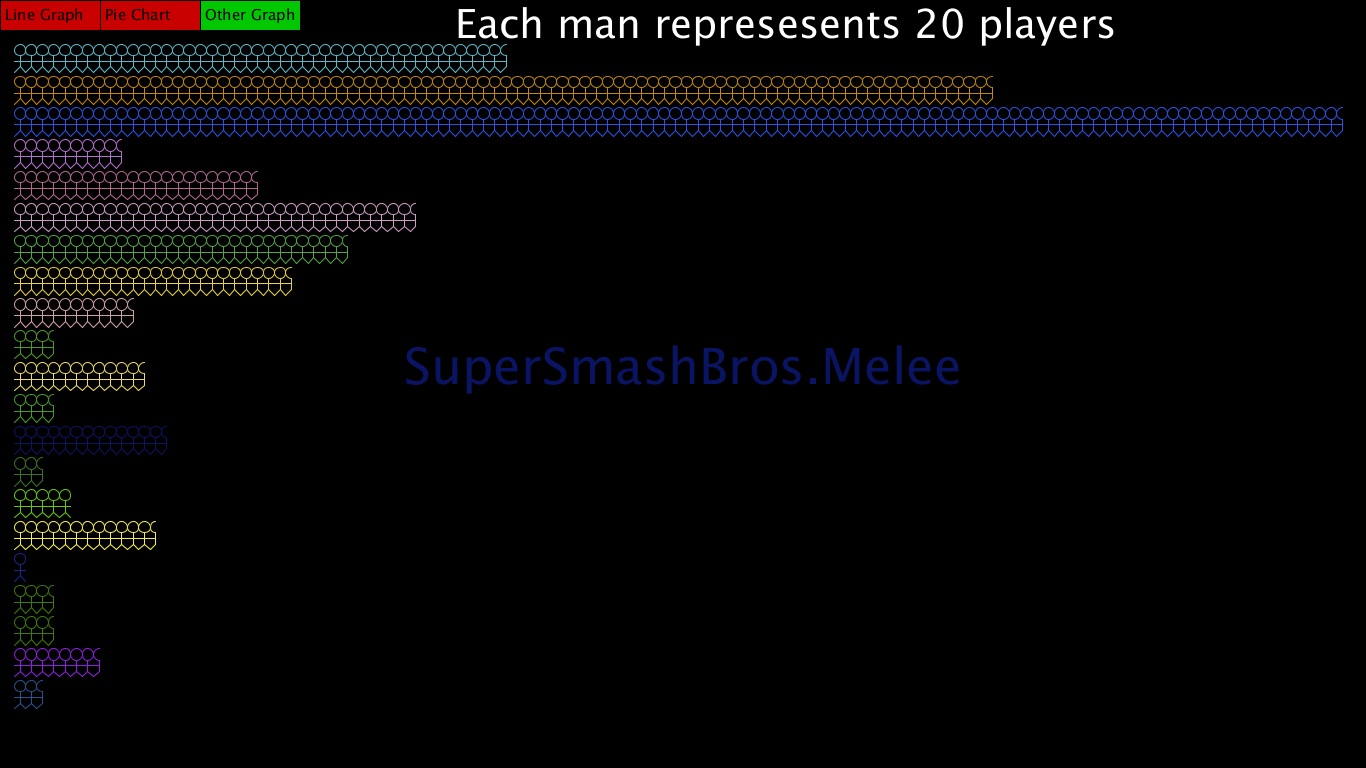 Line Graph
Pie Chart
Other Graph
Each man represesents 20 players
SuperSmashBros.Melee